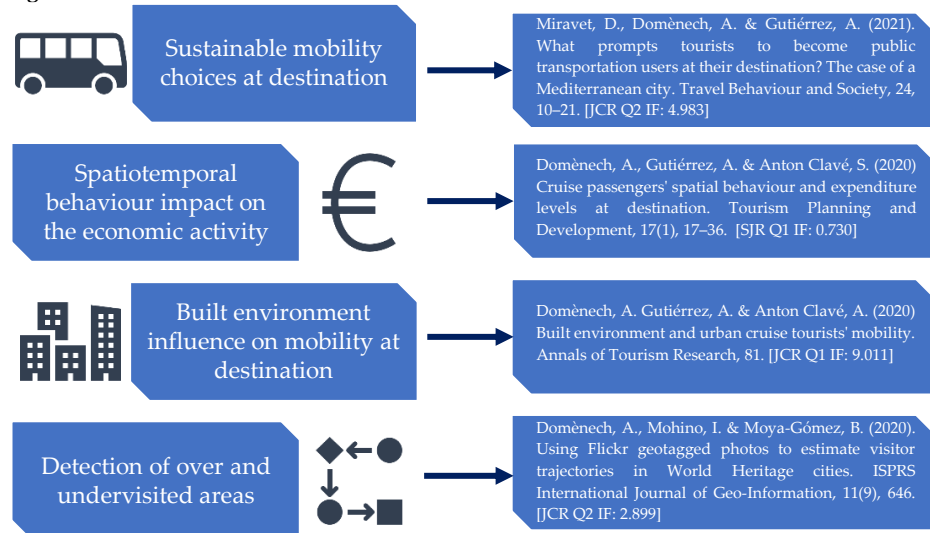 Sustainable mobility
choices at destination
Miravet, D., Domènech, A. & Gutiérrez, A. (2021).
What prompts tourists to become public
transportation users at their destination? The case of a
Mediterranean city. Travel Behaviour and Society, 24,
10–21. [JCR Q2 IF: 4.983]
Spatiotemporal
behaviour impact on
the economic activity
€
Domènech, A., Gutiérrez, A. & Anton Clavé, S. (2020)
Cruise passengers' spatial behaviour and expenditure
levels at destination. Tourism Planning and
Development, 17(1), 17–36. [SJR Q1 IF: 0.730]
Built environment
influence on mobility at
destination
Domènech, A. Gutiérrez, A. & Anton Clavé, A. (2020)
Built environment and urban cruise tourists' mobility.
Annals of Tourism Research, 81. [JCR Q1 IF: 9.011]
Detection of over and
undervisited areas
Domènech, A., Mohino, I. & Moya-Gómez, B. (2020).
Using Flickr geotagged photos to estimate visitor
trajectories in World Heritage cities. ISPRS
International Journal of Geo-Information, 11(9), 646.
[JCR Q2 IF: 2.899]